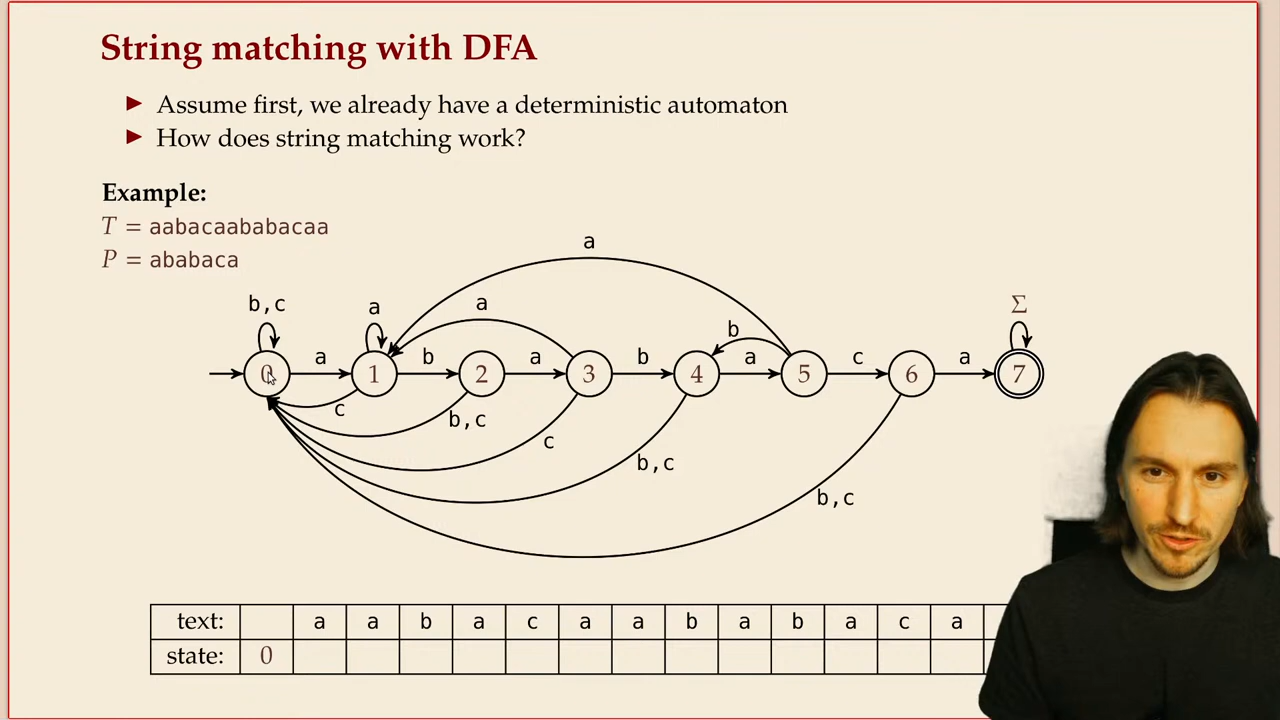 String matching with DFA
▶ Assume first, we already have a deterministic automaton
▶ How does string matching work?
Example:
T = aabacaababacaa
P = ababaca
a
b,c a a Σ
b
a b a b a c a
0 1 2 3 4 5 6 7
c b,c
c
b,c
b,c
text: a a b a c a a b a b a c a
state: 0